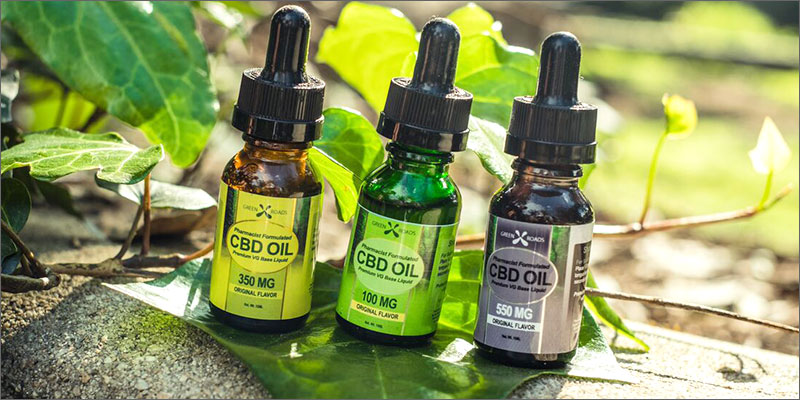 GREEN ROADS
Pharmacist Formulated
CBD OIL
Premium VG Base Liquid
350 MG
ORIGINAL FLAVOR
GREEN ROADS
Pharmacist Formulated
CBD OIL
Premium VG Base Liquid
100 MG
ORIGINAL FLAVOR
GREEN ROADS
Pharmacist Formulated
CBD OIL
Premium VG Base Liquid
550 MG
ORIGINAL FLAVOR